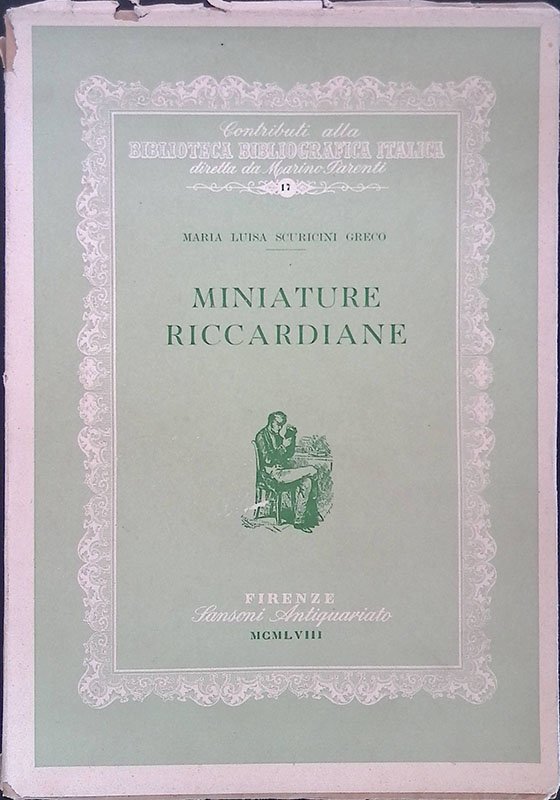 Contributi alla
BIBLIOTECA BIBLIOGRAFICA ITALICA
diretta da Marino Parenti
17
MARIA LUISA SCURICINI GRECO
MINIATURE
RICCARDIANE
FIRENZE
Sansoni Antiquariato
MCMLVIII